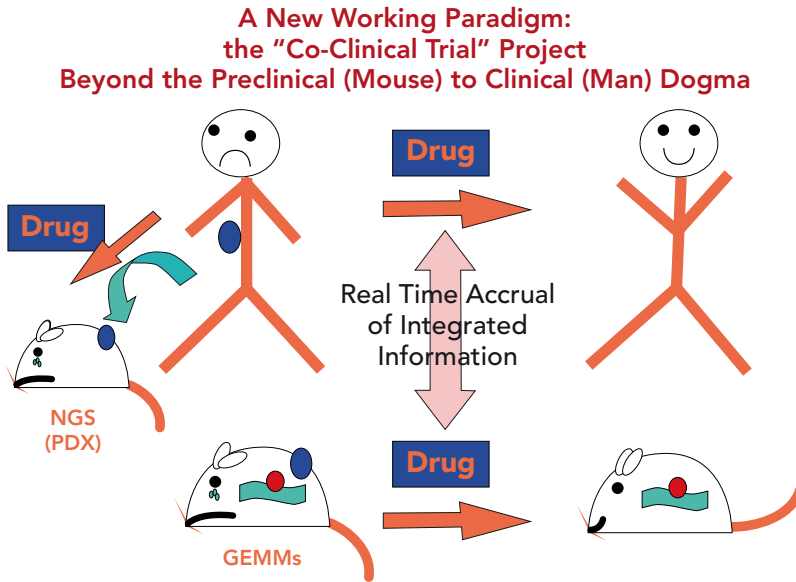 A New Working Paradigm:
the “Co-Clinical Trial” Project
Beyond the Preclinical (Mouse) to Clinical (Man) Dogma
Drug
Drug
Real Time Accrual
of Integrated
Information
NGS
(PDX)
Drug
GEMMs